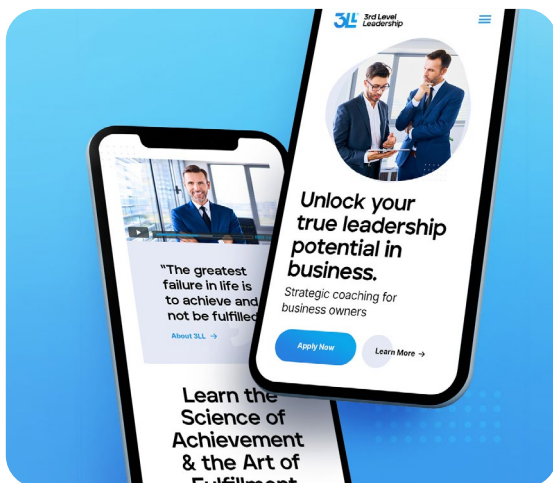 3LL 3rd Level
Leadership
Unlock your
true leadership
potential in
business.
Strategic coaching for
business owners
Apply Now
Learn More →
"The greatest
failure in life is
to achieve and
not be fulfilled
About 3LL →
Learn the
Science of
Achievement
& the Art of
Fulfillment